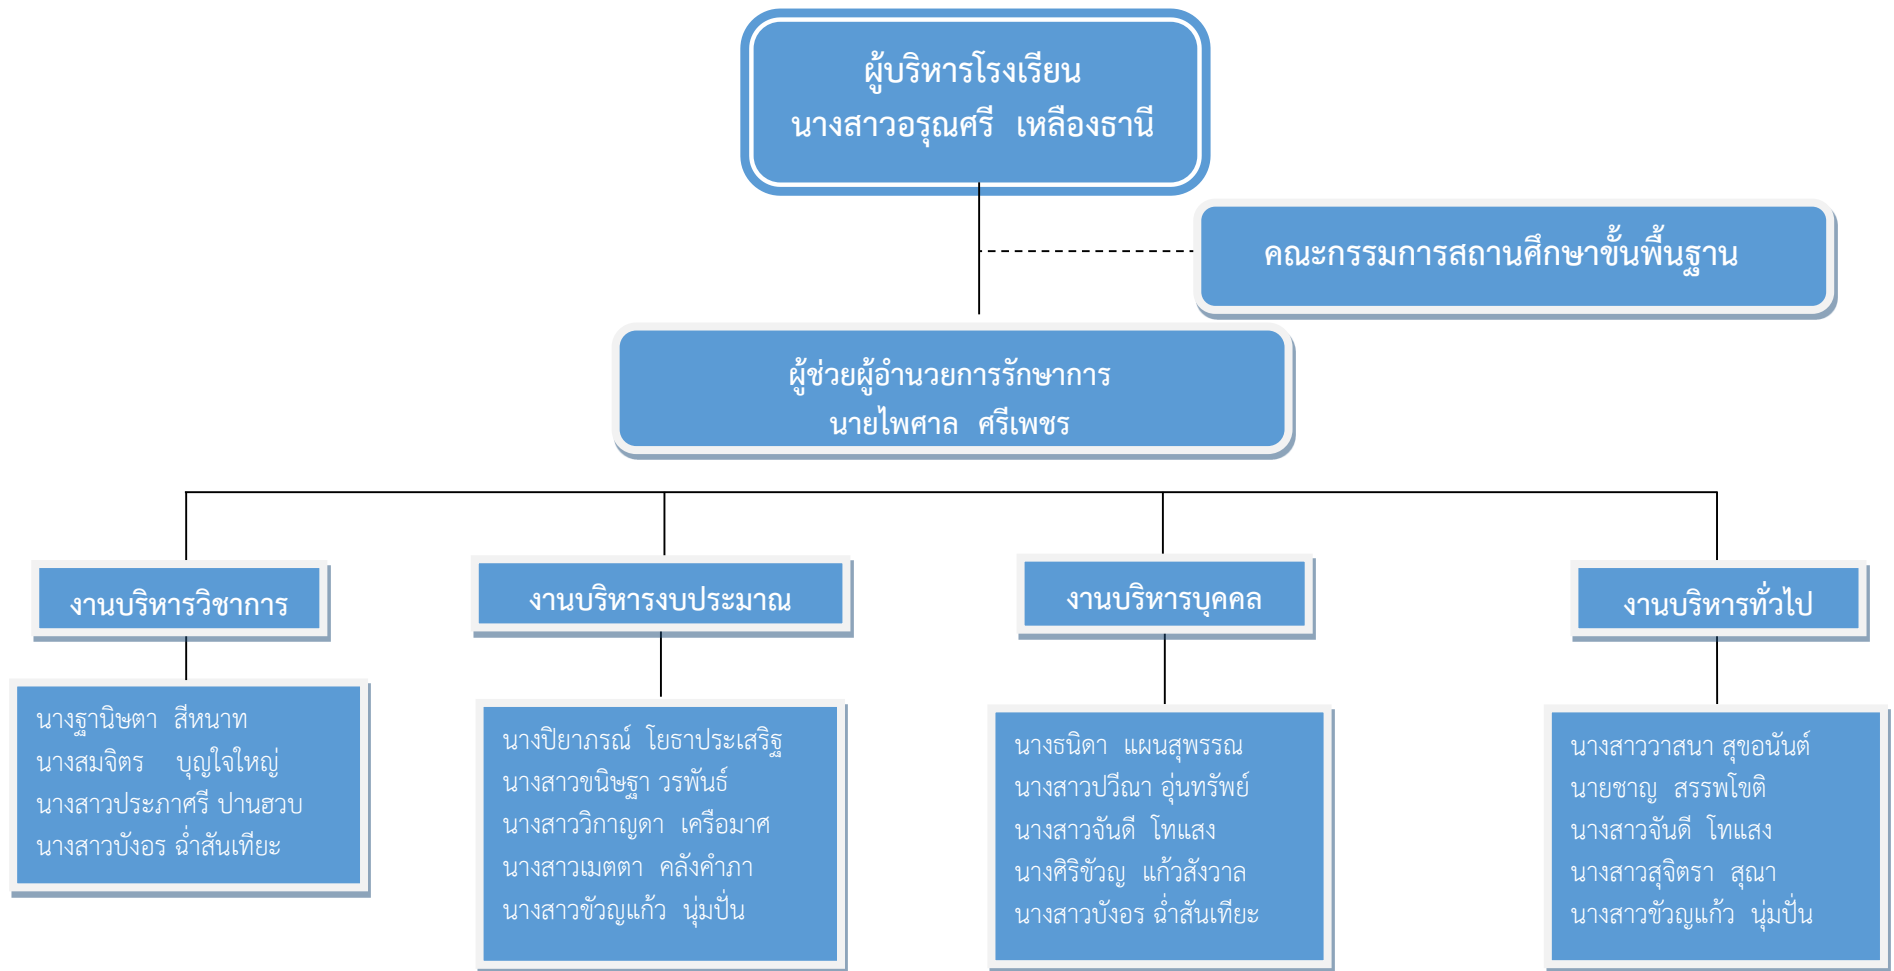 ผู้บริหารโรงเรียน
นางสาวอรุณศรี เหลืองธานี
คณะกรรมการสถานศึกษาขั้นพื้นฐาน
ผู้ช่วยผู้อำนวยการรักษาการ
นายไพศาล ศรีเพชร
งานบริหารวิชาการ
นางฐานิษตา สีหนาท
นางสมจิตร บุญใจใหญ่
นางสาวประภาศรี ปานฮวบ
นางสาวบังอร ฉ่ำสันเทียะ
งานบริหารงบประมาณ
นางปิยาภรณ์ โยธาประเสริฐ
นางสาวขนิษฐา วรพันธ์
นางสาววิกาญดา เครือมาศ
นางสาวเมตตา คลังคำภา
นางสาวขัวญแก้ว นุ่มปั่น
งานบริหารบุคคล
นางธนิดา แผนสุพรรณ
นางสาวปวีณา อุ่นทรัพย์
นางสาวจันดี โทแสง
นางศิริขัวญ แก้วสังวาล
นางสาวบังอร ฉ่ำสันเทียะ
งานบริหารทั่วไป
นางสาววาสนา สุขอนันต์
นายชาญ สรรพโขติ
นางสาวจันดี โทแสง
นางสาวสุจิตรา สุณา
นางสาวขัวญแก้ว นุ่มปั่น